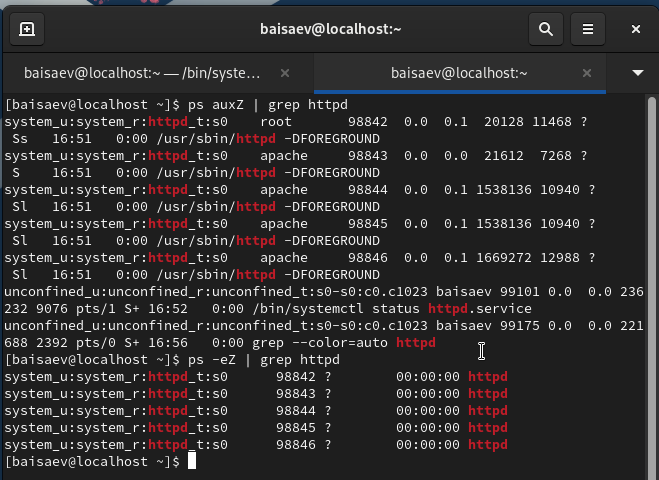 baisaev@localhost:~
baisaev@localhost:~ — /bin/syste…
baisaev@localhost:~
[baisaev@localhost ~]$ ps auxZ | grep httpd
system_u:system_r:httpd_t:s0    root       98842  0.0  0.1  20128 11468 ?
 Ss   16:51   0:00 /usr/sbin/httpd -DFOREGROUND
system_u:system_r:httpd_t:s0    apache     98843  0.0  0.0  21612  7268 ?
 S    16:51   0:00 /usr/sbin/httpd -DFOREGROUND
system_u:system_r:httpd_t:s0    apache     98844  0.0  0.1 1538136 10940 ?
 Sl   16:51   0:00 /usr/sbin/httpd -DFOREGROUND
system_u:system_r:httpd_t:s0    apache     98845  0.0  0.1 1538136 10940 ?
 Sl   16:51   0:00 /usr/sbin/httpd -DFOREGROUND
system_u:system_r:httpd_t:s0    apache     98846  0.0  0.1 1669272 12988 ?
 Sl   16:51   0:00 /usr/sbin/httpd -DFOREGROUND
unconfined_u:unconfined_r:unconfined_t:s0-s0:c0.c1023 baisaev 99101 0.0  0.0 236
232 9076 pts/1 S+ 16:52   0:00 /bin/systemctl status httpd.service
unconfined_u:unconfined_r:unconfined_t:s0-s0:c0.c1023 baisaev 99175 0.0  0.0 221
688 2392 pts/0 S+ 16:56   0:00 grep --color=auto httpd
[baisaev@localhost ~]$ ps -eZ | grep httpd
system_u:system_r:httpd_t:s0      98842 ?        00:00:00 httpd
system_u:system_r:httpd_t:s0      98843 ?        00:00:00 httpd
system_u:system_r:httpd_t:s0      98844 ?        00:00:00 httpd
system_u:system_r:httpd_t:s0      98845 ?        00:00:00 httpd
system_u:system_r:httpd_t:s0      98846 ?        00:00:00 httpd
[baisaev@localhost ~]$